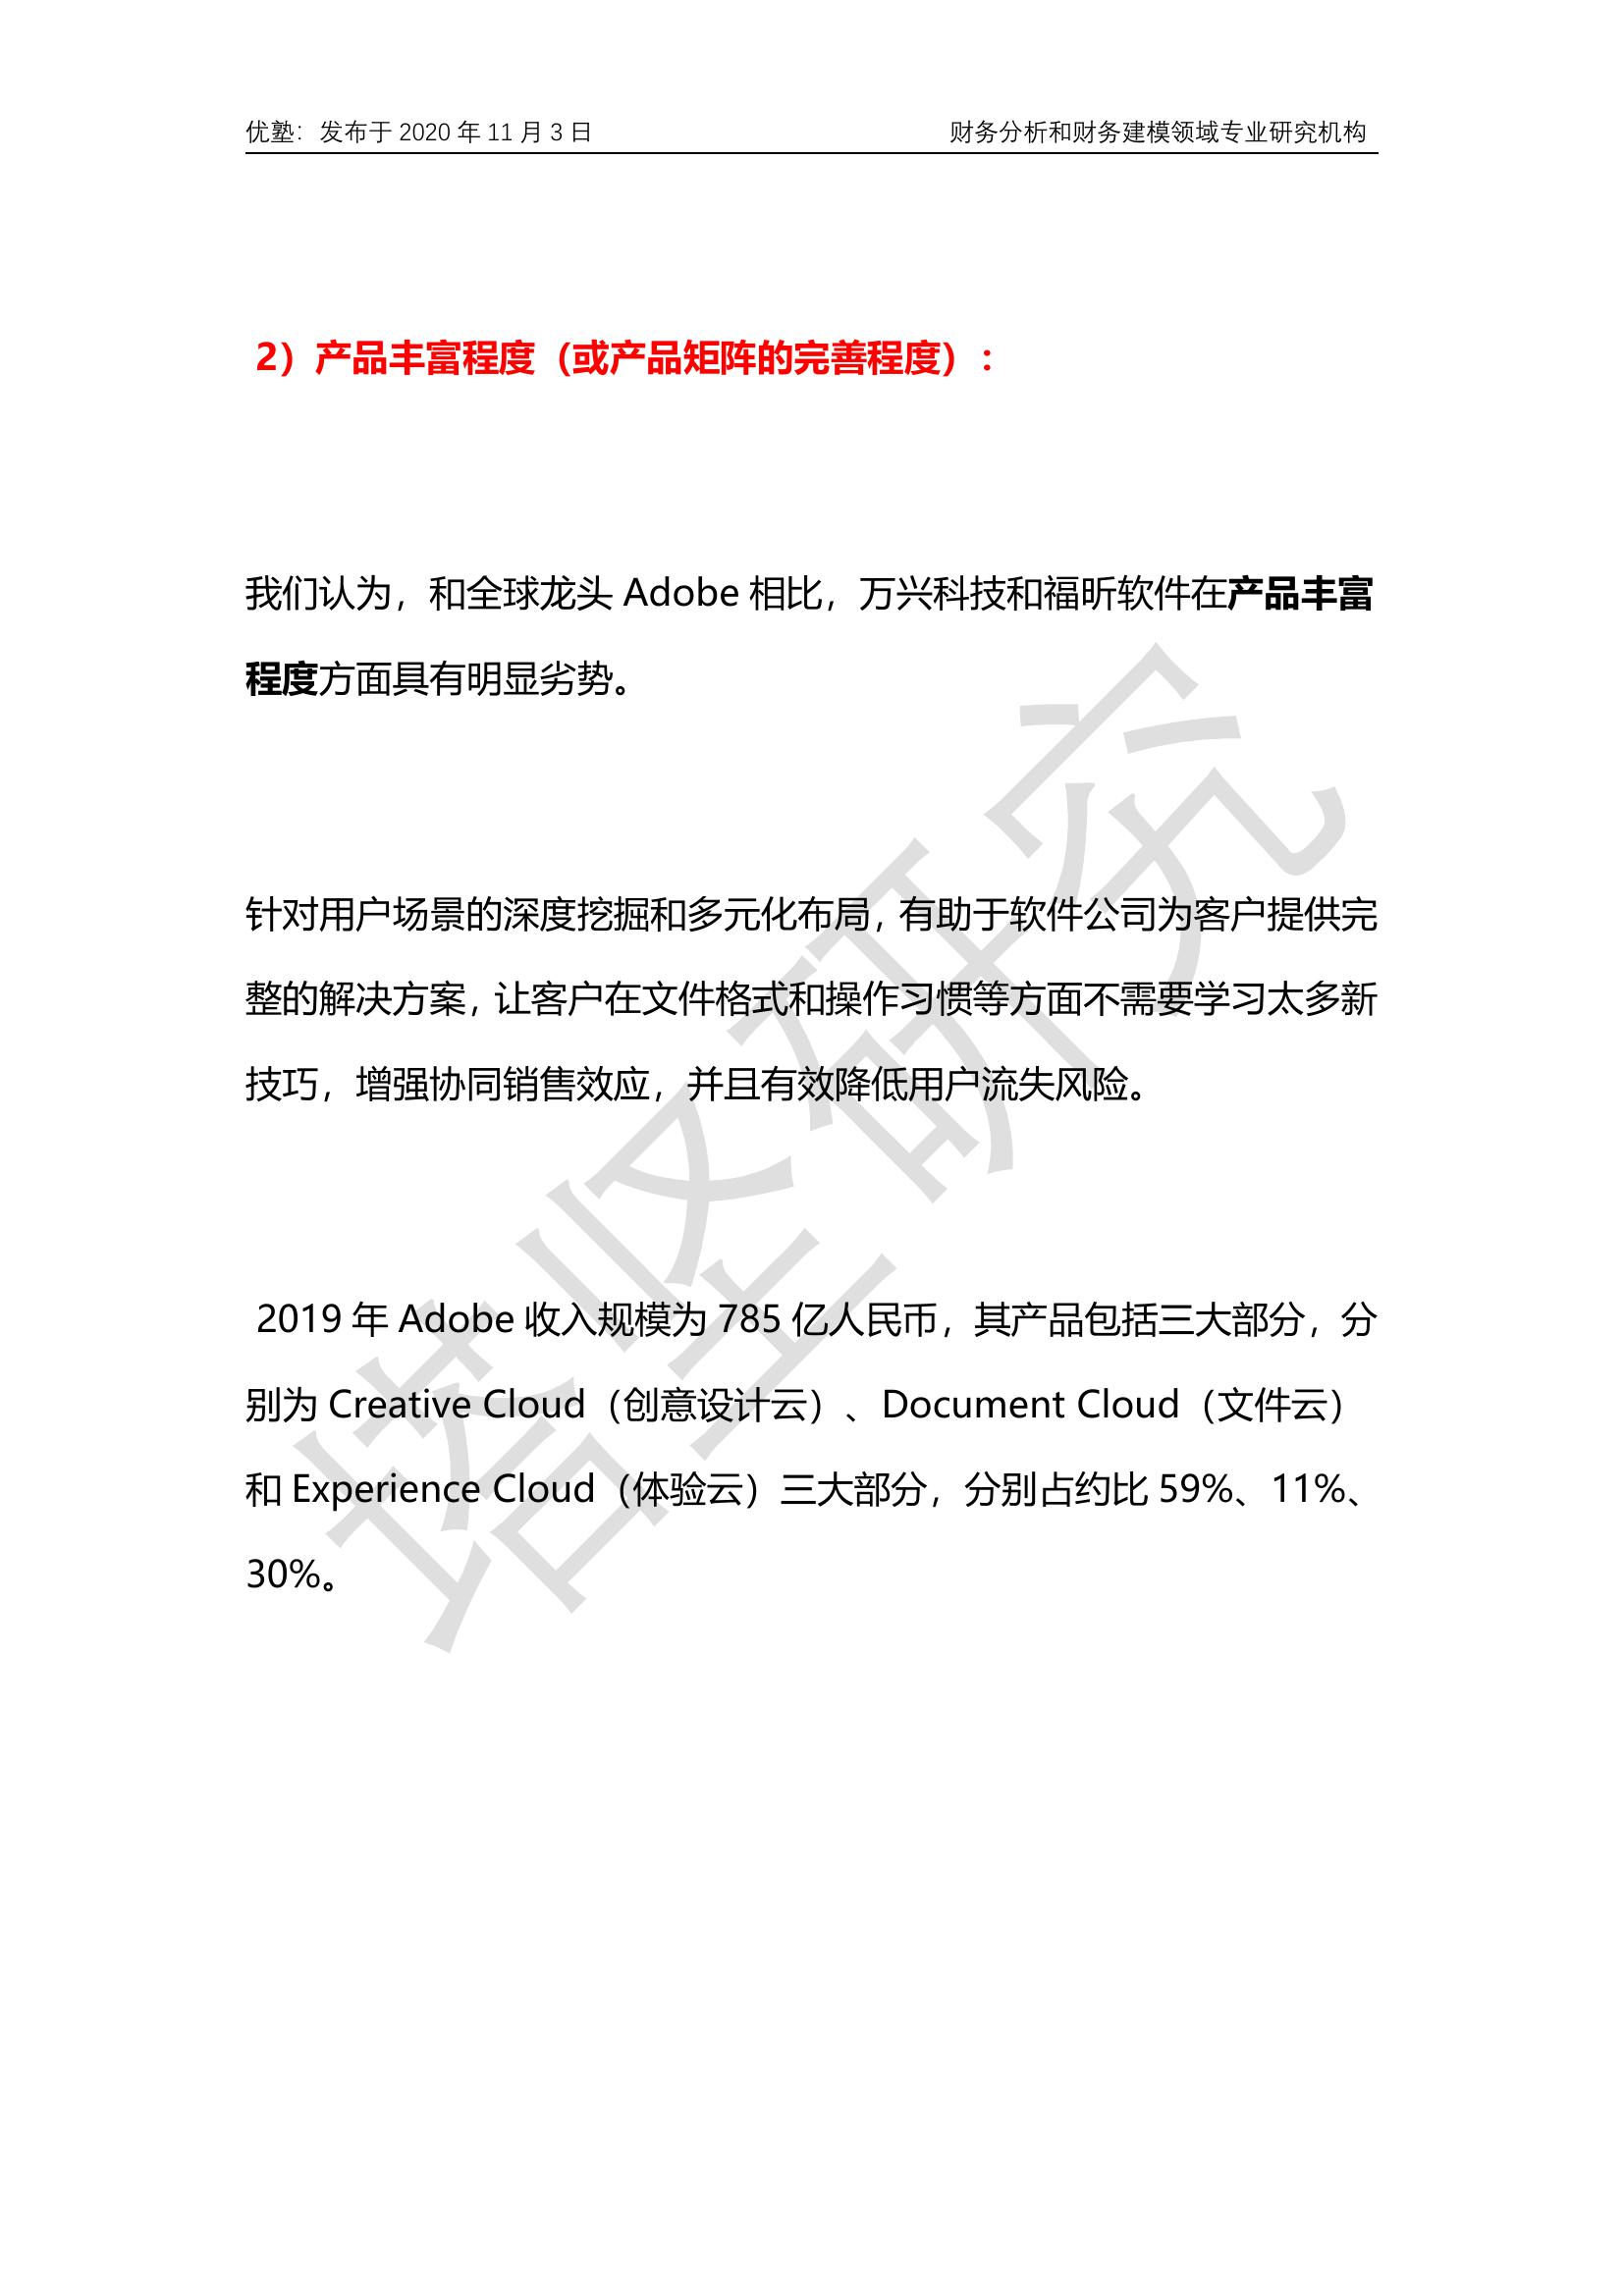 优塾：发布于 2020 年 11 月 3 日 财务分析和财务建模领域专业研究机构
2）产品丰富程度（或产品矩阵的完善程度）：
我们认为，和全球龙头 Adobe 相比，万兴科技和福昕软件在产品丰富
程度方面具有明显劣势。
针对用户场景的深度挖掘和多元化布局，有助于软件公司为客户提供完
整的解决方案，让客户在文件格式和操作习惯等方面不需要学习太多新
技巧，增强协同销售效应，并且有效降低用户流失风险。
2019 年 Adobe 收入规模为 785 亿人民币，其产品包括三大部分，分
别为 Creative Cloud（创意设计云）、Document Cloud（文件云）
和 Experience Cloud（体验云）三大部分，分别占约比 59%、11%、
30%。
塔坚研究